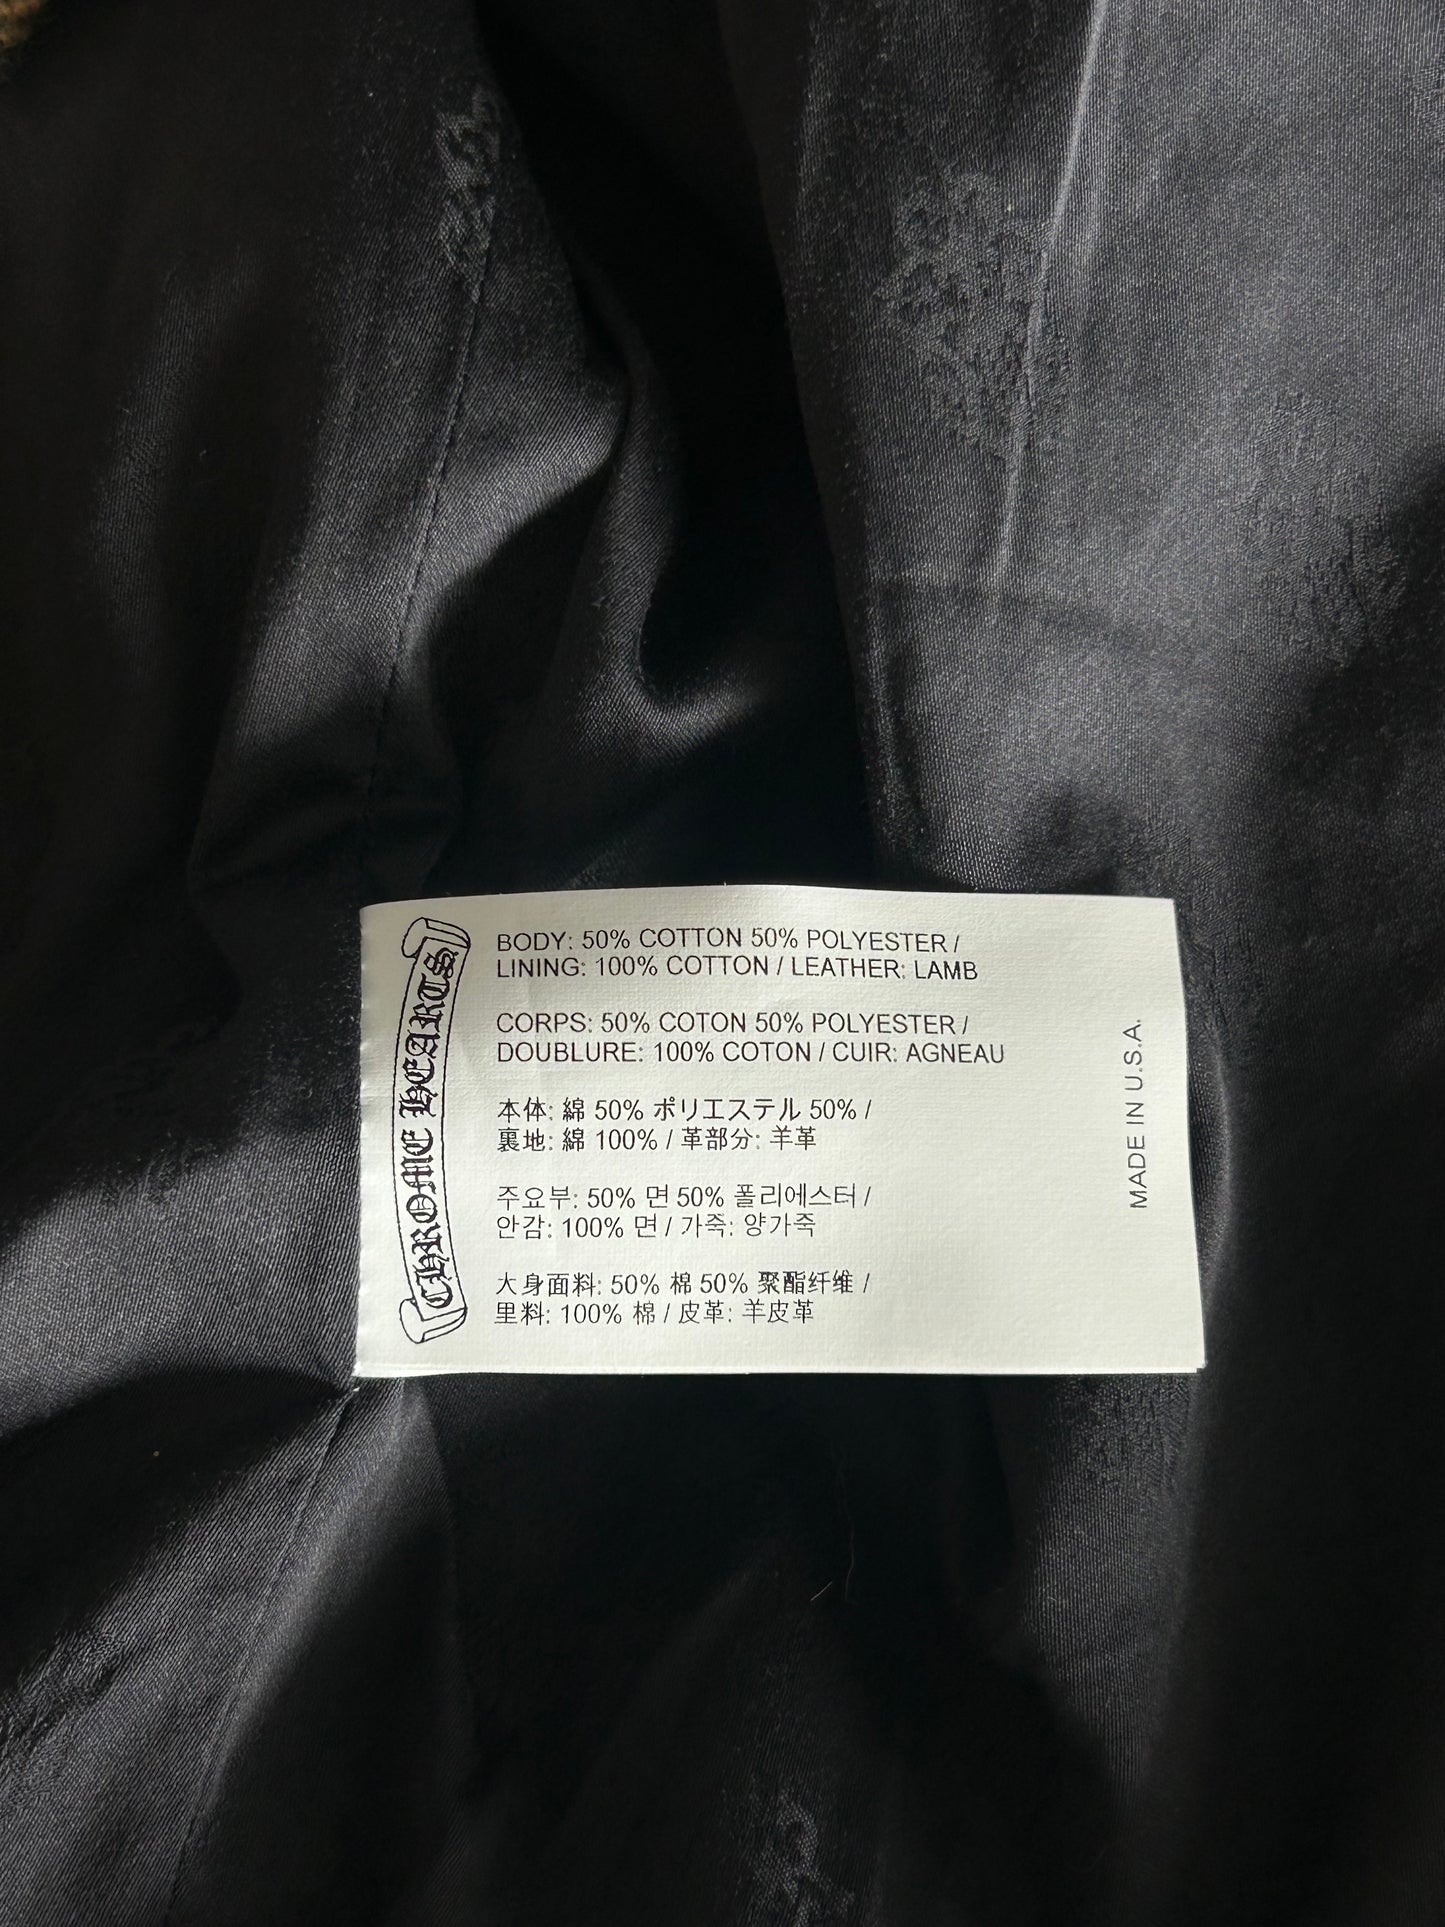 CHROME HEARTS
BODY: 50% COTTON 50% POLYESTER /
LINING: 100% COTTON / LEATHER: LAMB
CORPS: 50% COTON 50% POLYESTER /
DOUBLURE: 100% COTON / CUIR: AGNEAU
本体: 綿 50% ポリエステル 50% /
裏地: 綿 100% / 革部分: 羊革
주요부: 50% 면 50% 폴리에스터 /
안감: 100% 면 / 가죽: 양가죽
大身面料: 50% 棉 50% 聚酯纤维 /
里料: 100% 棉 / 皮革: 羊皮革
MADE IN U.S.A.